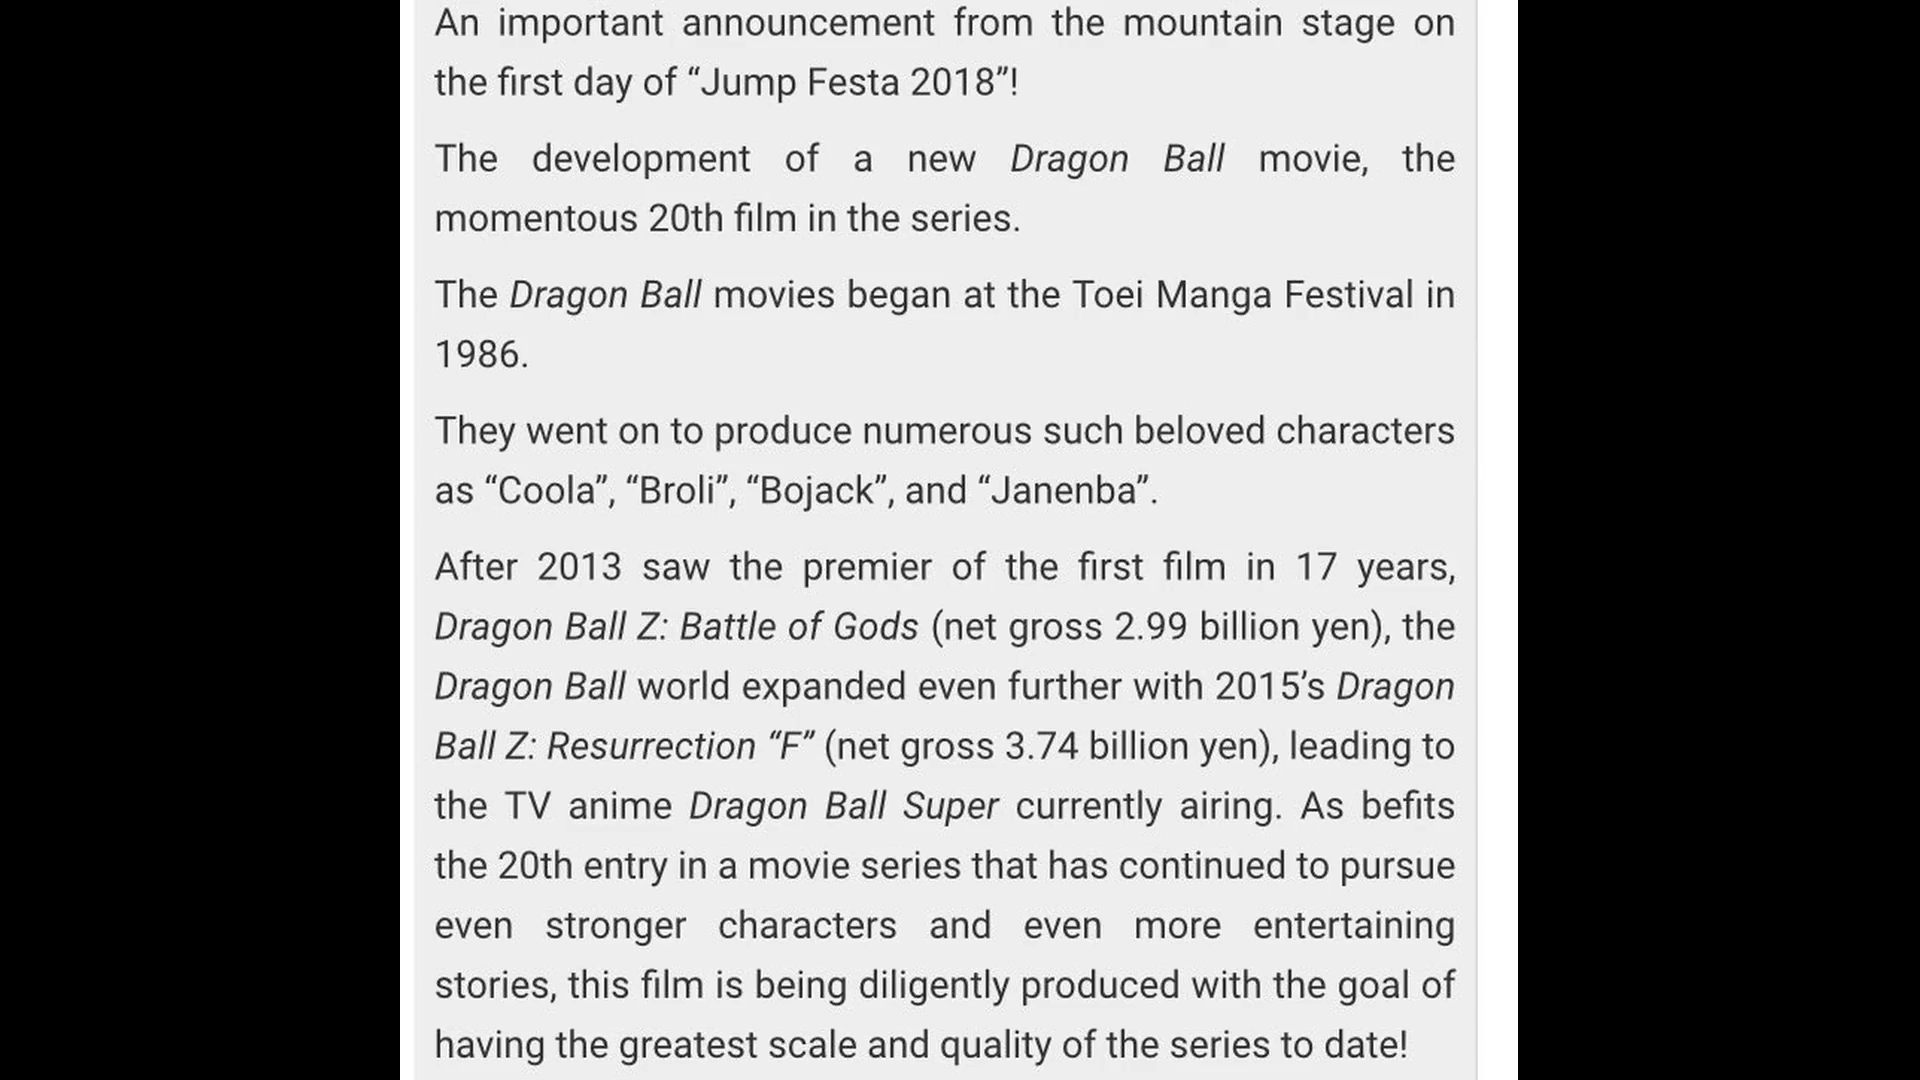 An important announcement from the mountain stage on
the first day of “Jump Festa 2018”!
The development of a new Dragon Ball movie, the
momentous 20th film in the series.
The Dragon Ball movies began at the Toei Manga Festival in
1986.
They went on to produce numerous such beloved characters
as “Coola”, “Broli”, “Bojack”, and “Janenba”.
After 2013 saw the premier of the first film in 17 years,
Dragon Ball Z: Battle of Gods (net gross 2.99 billion yen), the
Dragon Ball world expanded even further with 2015’s Dragon
Ball Z: Resurrection “F” (net gross 3.74 billion yen), leading to
the TV anime Dragon Ball Super currently airing. As befits
the 20th entry in a movie series that has continued to pursue
even stronger characters and even more entertaining
stories, this film is being diligently produced with the goal of
having the greatest scale and quality of the series to date!